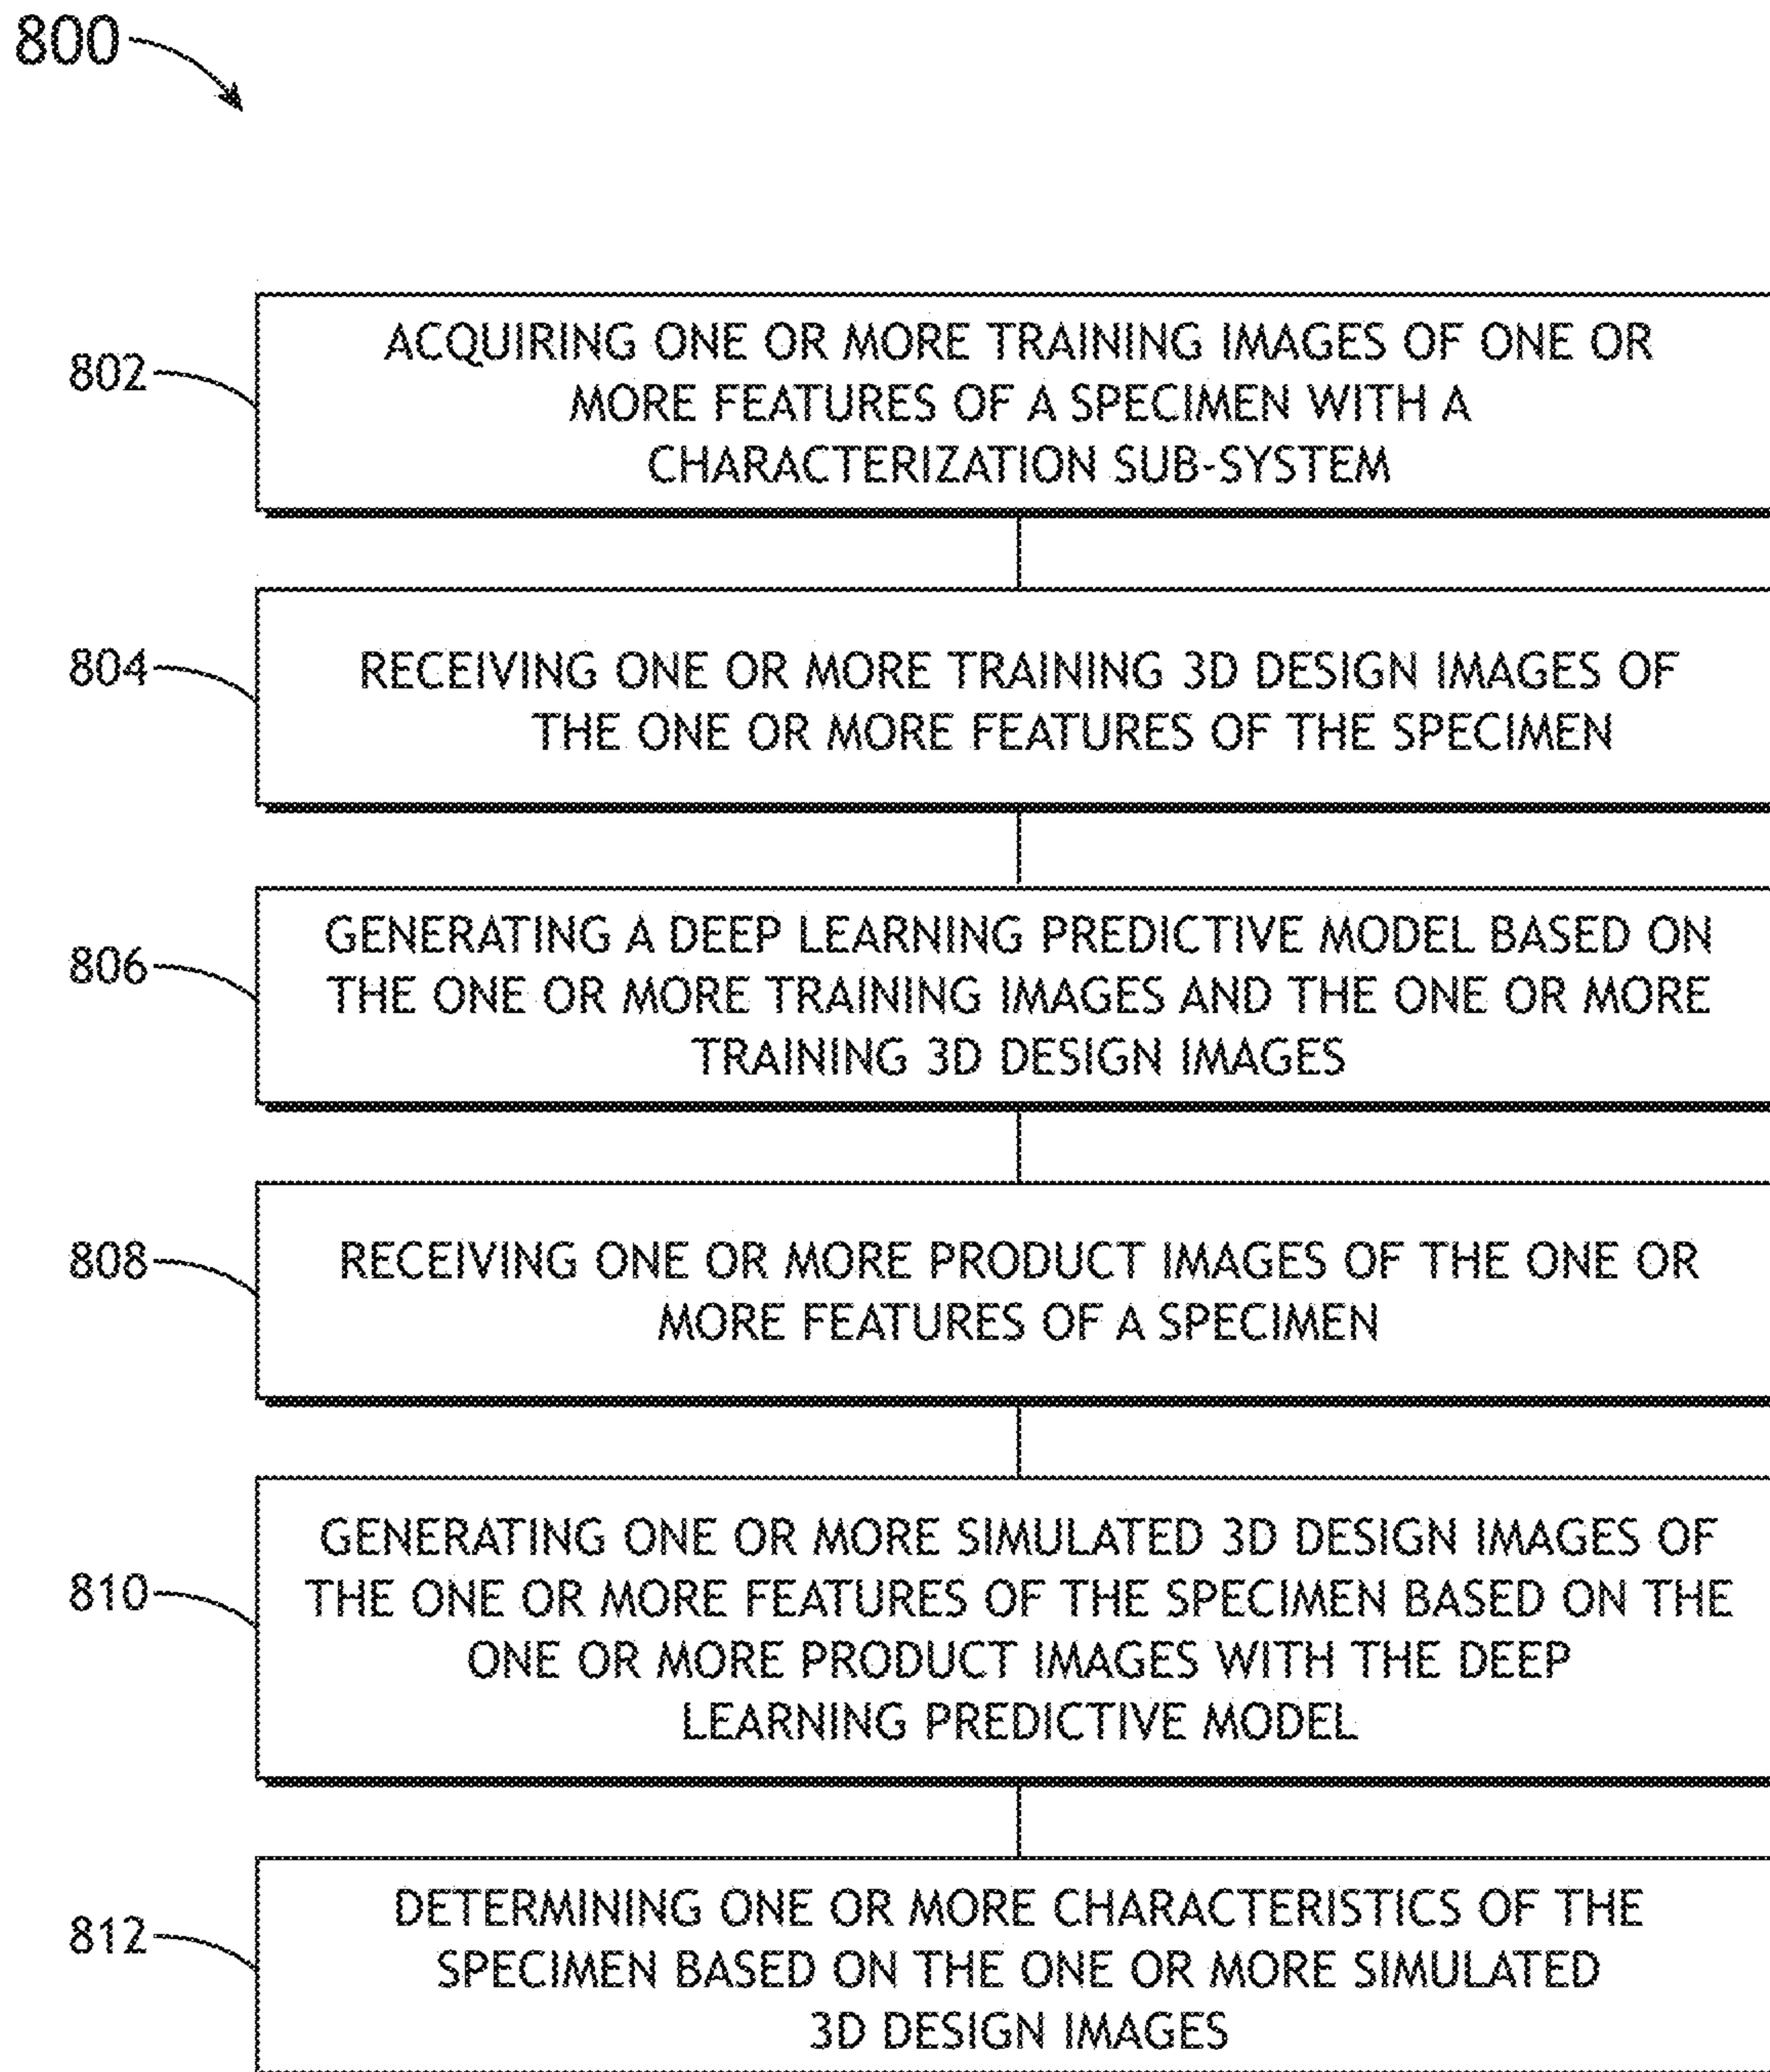 800
802
ACQUIRING ONE OR MORE TRAINING IMAGES OF ONE OR
MORE FEATURES OF A SPECIMEN WITH A
CHARACTERIZATION SUB-SYSTEM
804
RECEIVING ONE OR MORE TRAINING 3D DESIGN IMAGES OF
THE ONE OR MORE FEATURES OF THE SPECIMEN
806
GENERATING A DEEP LEARNING PREDICTIVE MODEL BASED ON
THE ONE OR MORE TRAINING IMAGES AND THE ONE OR MORE
TRAINING 3D DESIGN IMAGES
808
RECEIVING ONE OR MORE PRODUCT IMAGES OF THE ONE OR
MORE FEATURES OF A SPECIMEN
810
GENERATING ONE OR MORE SIMULATED 3D DESIGN IMAGES OF
THE ONE OR MORE FEATURES OF THE SPECIMEN BASED ON THE
ONE OR MORE PRODUCT IMAGES WITH THE DEEP
LEARNING PREDICTIVE MODEL
812
DETERMINING ONE OR MORE CHARACTERISTICS OF THE
SPECIMEN BASED ON THE ONE OR MORE SIMULATED
3D DESIGN IMAGES